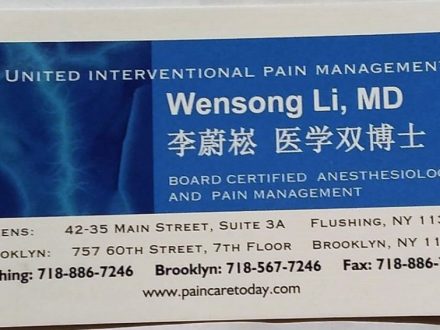 UNITED INTERVENTIONAL PAIN MANAGEMENT
Wensong Li, MD
李蔚崧 医学双博士
BOARD CERTIFIED ANESTHESIOLO
AND PAIN MANAGEMENT
ENS: 42-35 MAIN STREET, SUITE 3A FLUSHING, NY 113
OOKLYN: 757 60TH STREET, 7TH FLOOR BROOKLYN, NY 11
hing: 718-886-7246 Brooklyn: 718-567-7246 Fax: 718-886-
www.paincaretoday.com